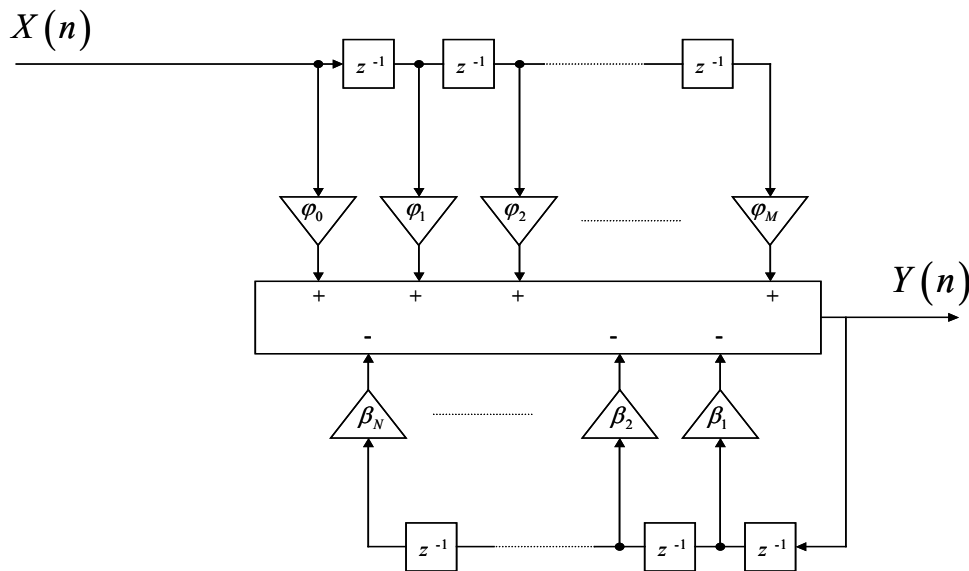 X(n)
z⁻¹ z⁻¹ z⁻¹
φ₀ φ₁ φ₂ φ_M
+ + + +
Y(n)
- - -
β_N β₂ β₁
z⁻¹ z⁻¹ z⁻¹